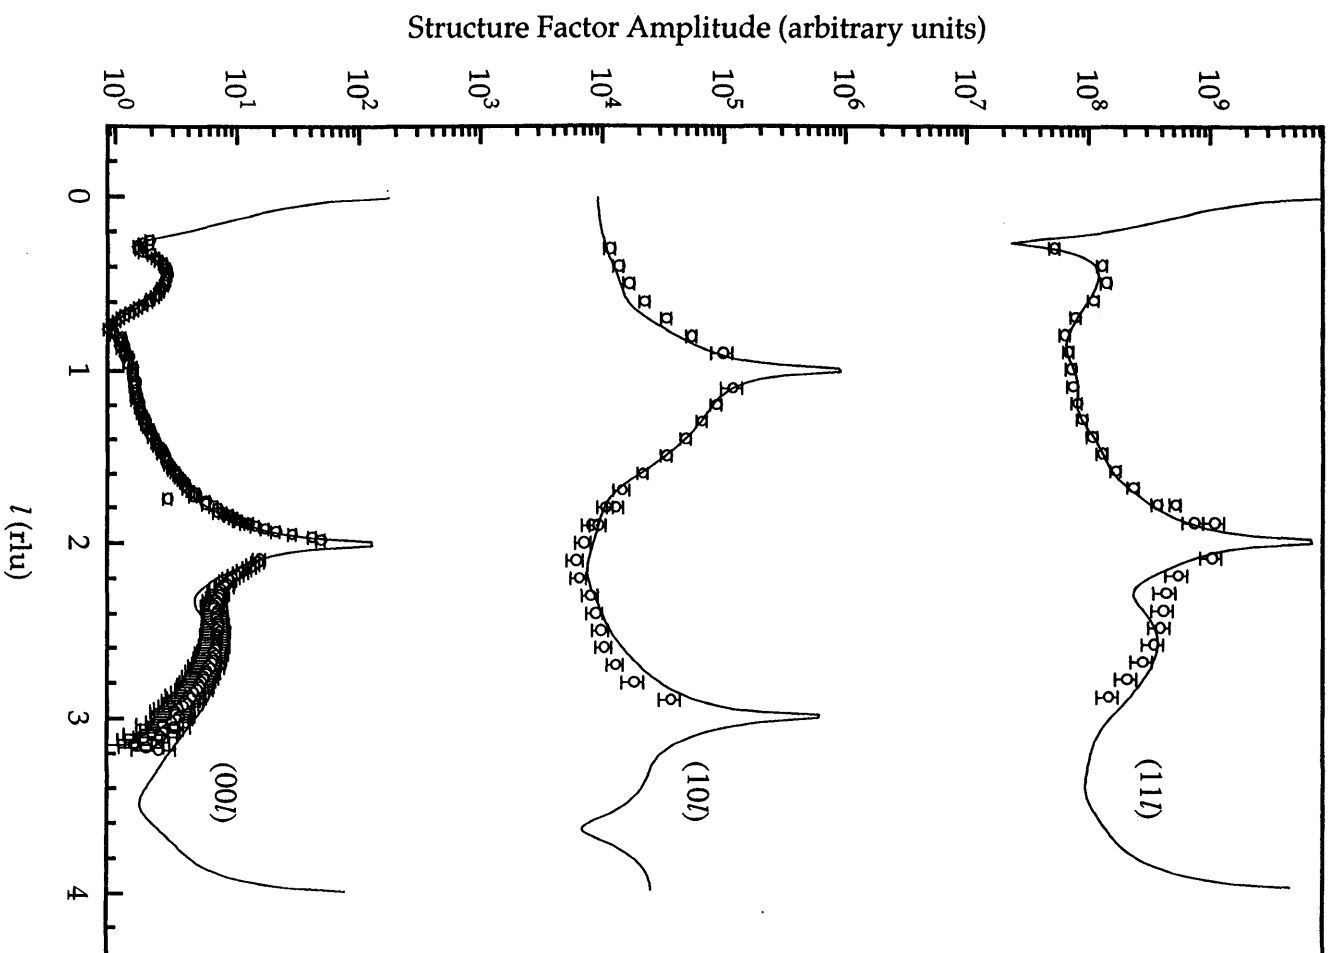 Structure Factor Amplitude (arbitrary units)
10⁰ 10¹ 10² 10³ 10⁴ 10⁵ 10⁶ 10⁷ 10⁸ 10⁹
0
1
2
3
4
l (rlu)
(00l)
(10l)
(11l)